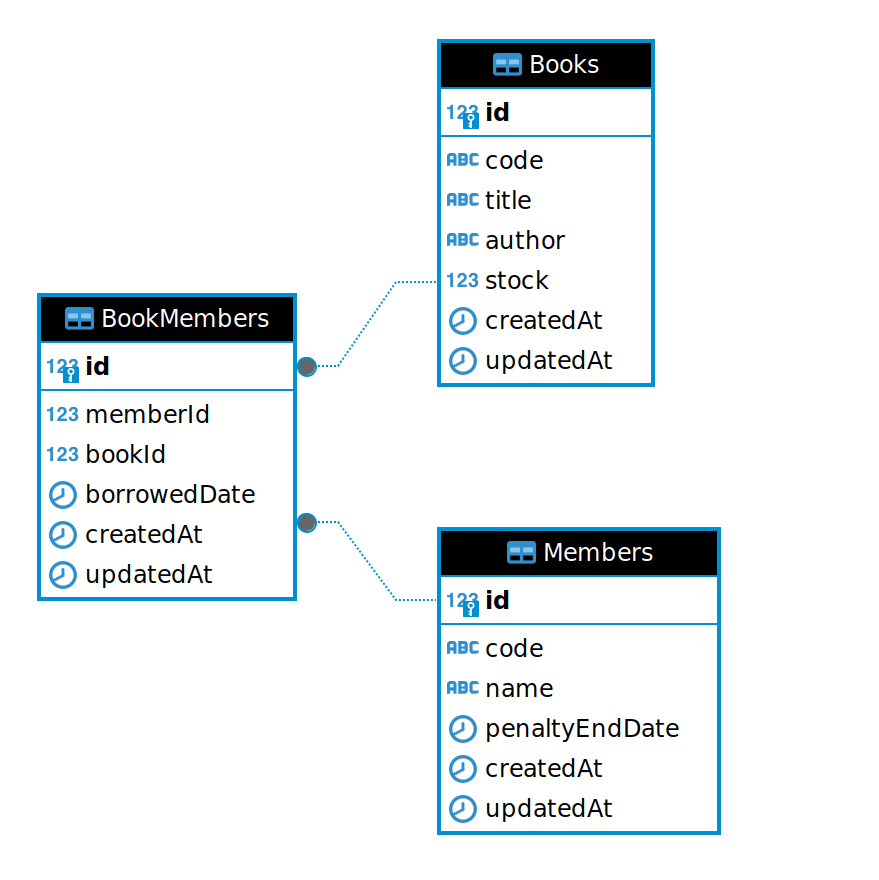 Books
123 id
ABC code
ABC title
ABC author
123 stock
createdAt
updatedAt
BookMembers
123 id
123 memberId
123 bookId
borrowedDate
createdAt
updatedAt
Members
123 id
ABC code
ABC name
penaltyEndDate
createdAt
updatedAt